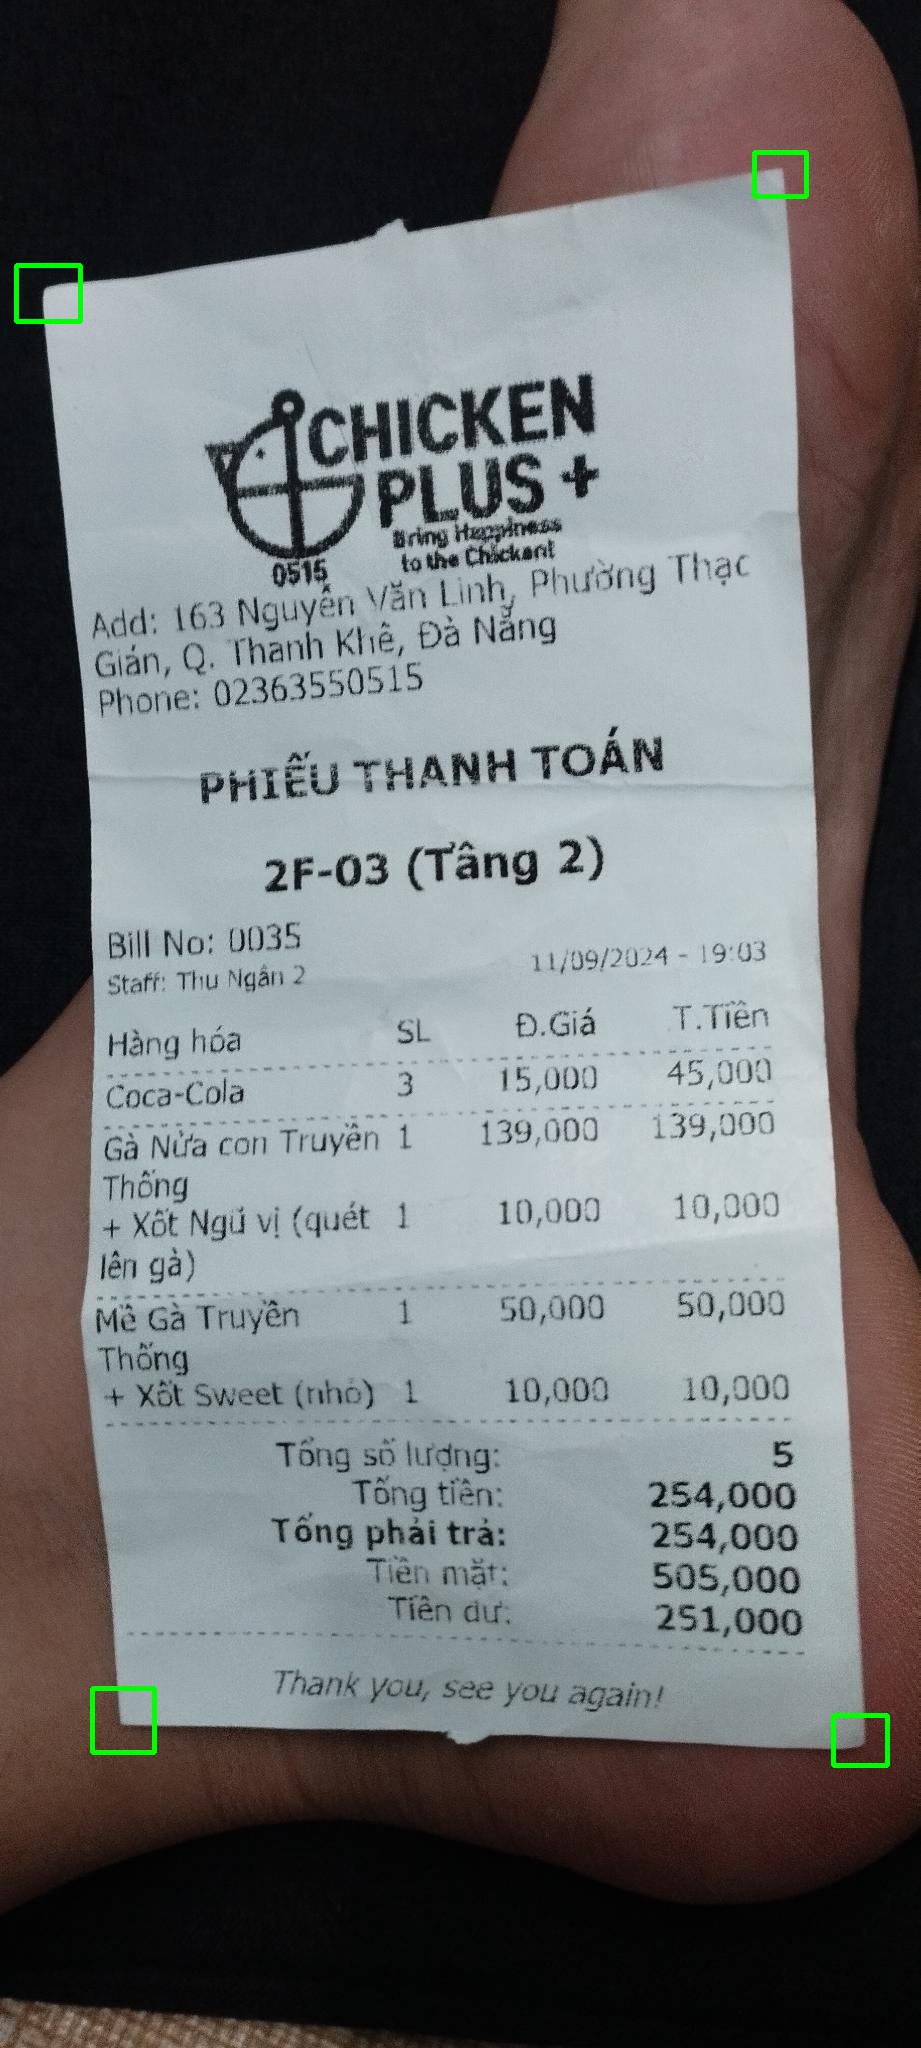 CHICKEN
PLUS +
Bring Happiness
to the Chickent
0515
Add: 163 Nguyễn Văn Linh, Phường Thạc
Gián, Q. Thanh Khê, Đà Nẵng
Phone: 02363550515
PHIẾU THANH TOÁN
2F-03 (Tầng 2)
Bill No: 0035
Staff: Thu Ngân 2 11/09/2024 - 19:03
Hàng hóa SL Đ.Giá T.Tiền
Coca-Cola 3 15,000 45,000
Gà Nửa con Truyền 1 139,000 139,000
Thống
+ Xốt Ngũ vị (quét 1 10,000 10,000
lên gà)
Mề Gà Truyền 1 50,000 50,000
Thống
+ Xốt Sweet (nhỏ) 1 10,000 10,000
Tổng số lượng: 5
Tổng tiền: 254,000
Tổng phải trả: 254,000
Tiền mặt: 505,000
Tiền dư: 251,000
Thank you, see you again!